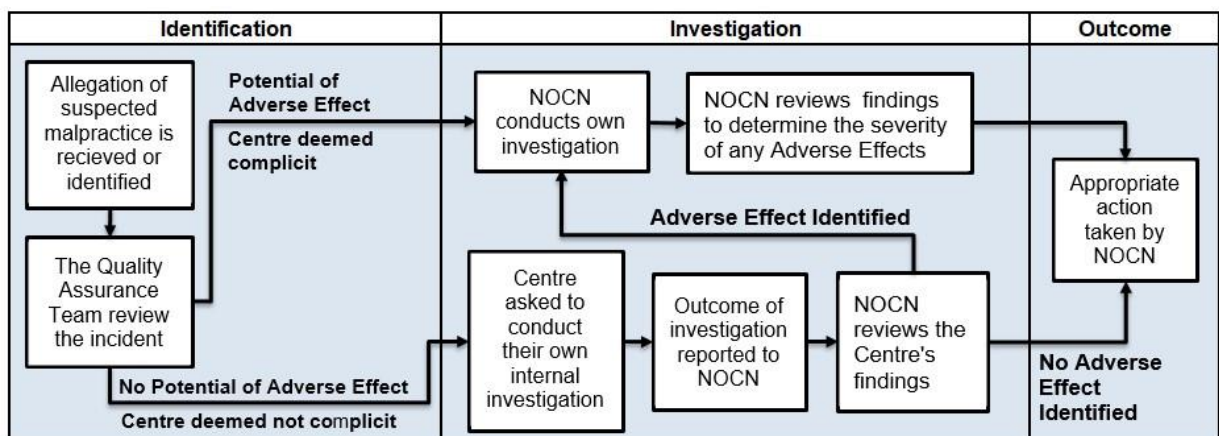 Identification
Investigation
Outcome
Allegation of
suspected
malpractice is
recieved or
identified
Potential of
Adverse Effect
Centre deemed
complicit
The Quality
Assurance
Team review
the incident
No Potential of Adverse Effect
Centre deemed not complicit
NOCN
conducts own
investigation
NOCN reviews findings
to determine the severity
of any Adverse Effects
Adverse Effect Identified
Centre
asked to
conduct
their own
internal
investigation
Outcome of
investigation
reported to
NOCN
NOCN
reviews the
Centre's
findings
Appropriate
action
taken by
NOCN
No Adverse
Effect
Identified